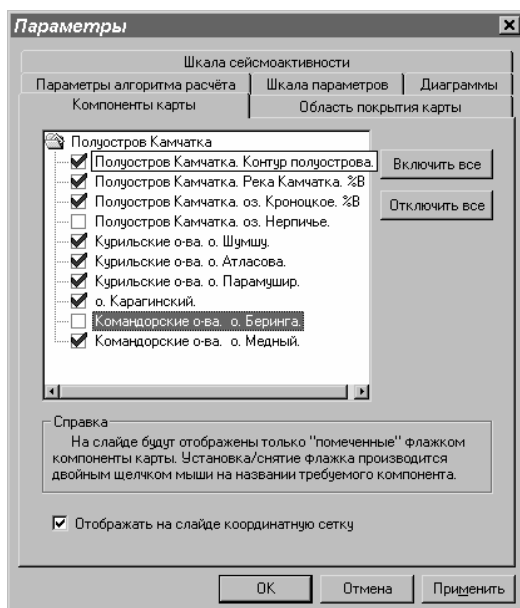 Параметры
Шкала сейсмоактивности
Параметры алгоритма расчёта
Шкала параметров
Диаграммы
Компоненты карты
Область покрытия карты
Полуостров Камчатка
Полуостров Камчатка. Контур полуострова.
Полуостров Камчатка. Река Камчатка. %B
Полуостров Камчатка. оз. Кроноцкое. %B
Полуостров Камчатка. оз. Нерпичье.
Курильские о-ва. о. Шумшу.
Курильские о-ва. о. Атласова.
Курильские о-ва. о. Парамушир.
о. Карагинский.
Командорские о-ва.  о. Беринга.
Командорские о-ва.  о. Медный.
Включить все
Отключить все
Справка
На слайде будут отображены только "помеченные" флажком
компоненты карты. Установка/снятие флажка производится
двойным щелчком мыши на названии требуемого компонента.
Отображать на слайде координатную сетку
OK
Отмена
Применить